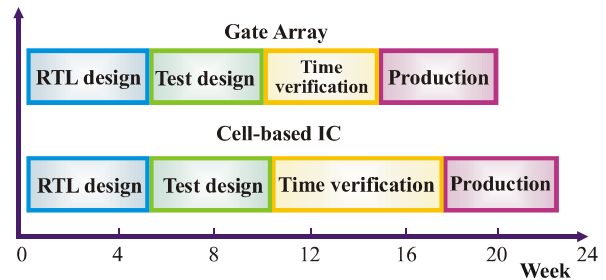 Gate Array
RTL design
Test design
Time
verification
Production
Cell-based IC
RTL design
Test design
Time verification
Production
0 4 8 12 16 20 24
Week